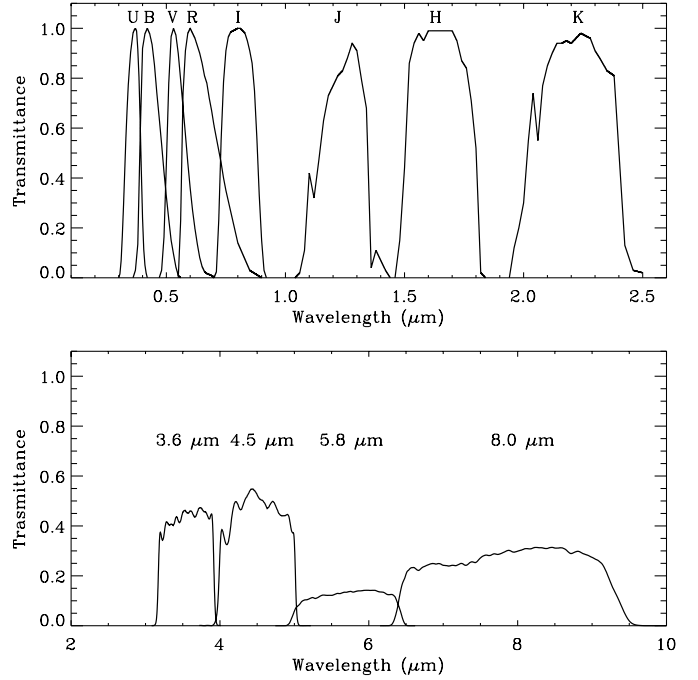 U B V R I J H K
1.0
0.8
0.6
0.4
0.2
0.0
Transmittance
0.5 1.0 1.5 2.0 2.5
Wavelength (μm)
1.0
0.8
0.6
0.4
0.2
0.0
Trasmittance
3.6 μm 4.5 μm 5.8 μm 8.0 μm
2 4 6 8 10
Wavelength (μm)